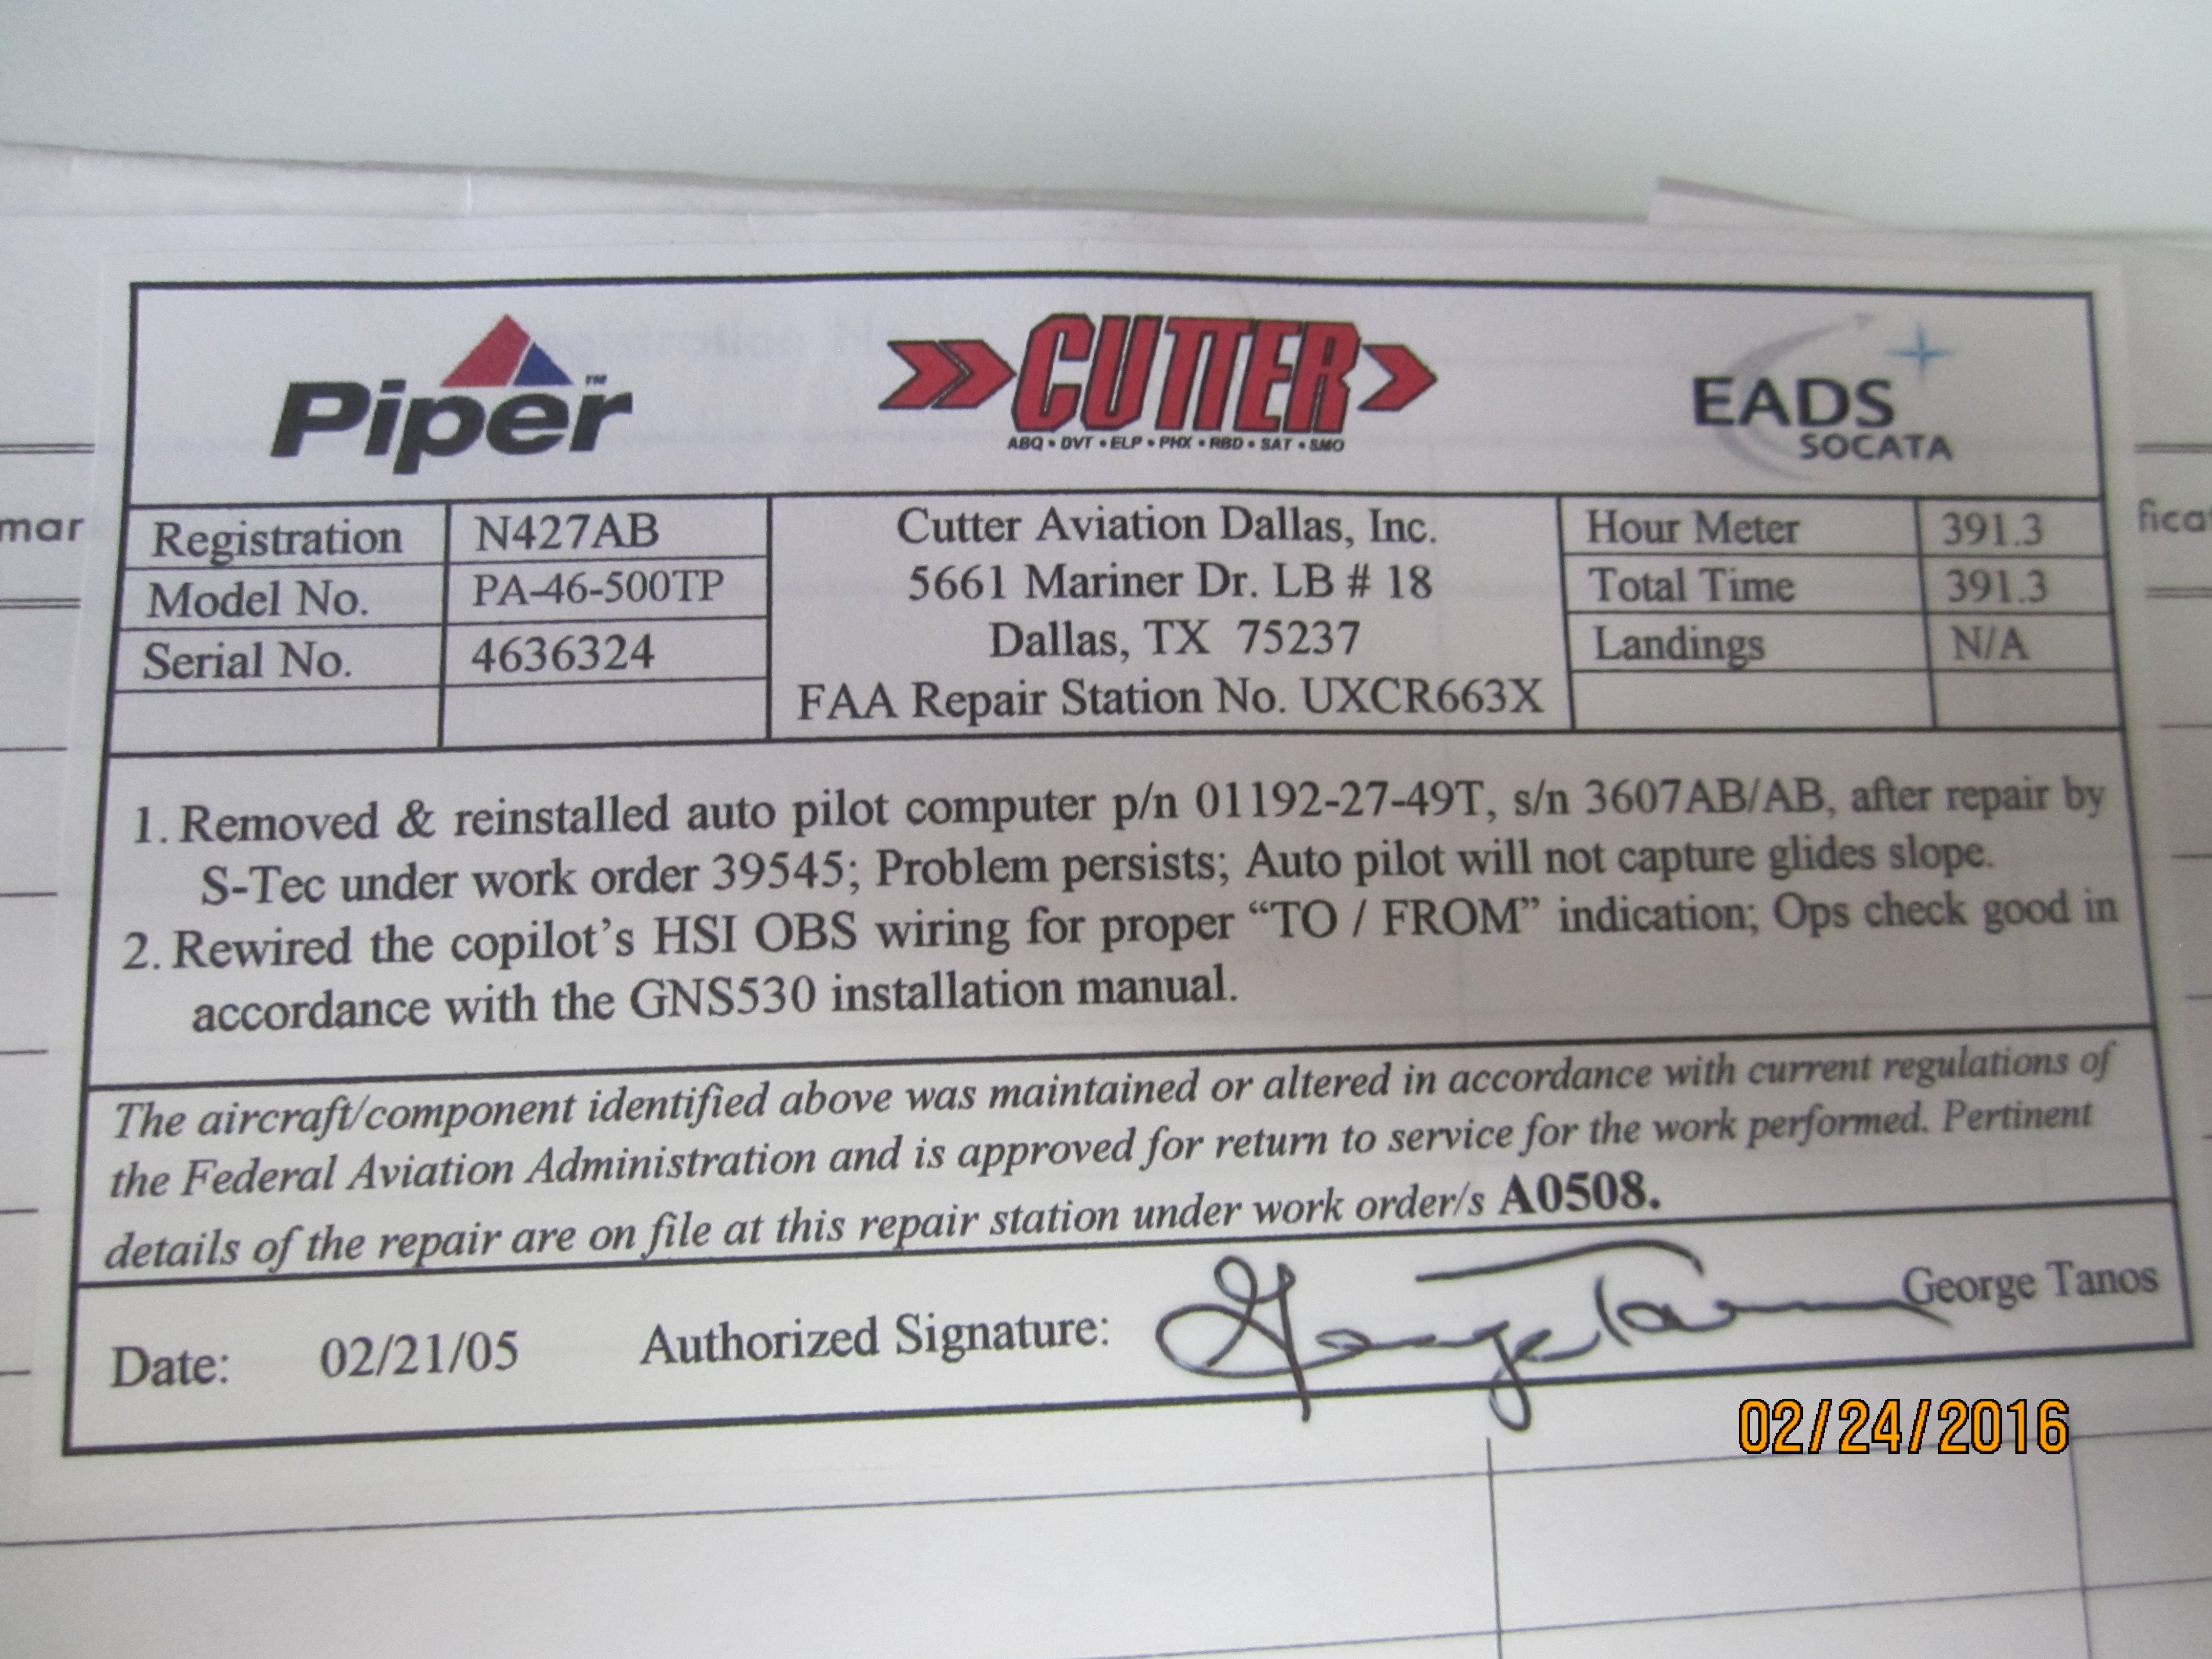 Piper™
CUTTER
ABQ • DVT • ELP • PHX • RBD • SAT • SMO
EADS
SOCATA
mar
fica
Registration N427AB
Model No. PA-46-500TP
Serial No. 4636324
Cutter Aviation Dallas, Inc.
5661 Mariner Dr. LB # 18
Dallas, TX 75237
FAA Repair Station No. UXCR663X
Hour Meter 391.3
Total Time 391.3
Landings N/A
1. Removed & reinstalled auto pilot computer p/n 01192-27-49T, s/n 3607AB/AB, after repair by
S-Tec under work order 39545; Problem persists; Auto pilot will not capture glides slope.
2. Rewired the copilot's HSI OBS wiring for proper “TO / FROM” indication; Ops check good in
accordance with the GNS530 installation manual.
The aircraft/component identified above was maintained or altered in accordance with current regulations of
the Federal Aviation Administration and is approved for return to service for the work performed. Pertinent
details of the repair are on file at this repair station under work order/s A0508.
Date: 02/21/05 Authorized Signature: George Tanos
02/24/2016